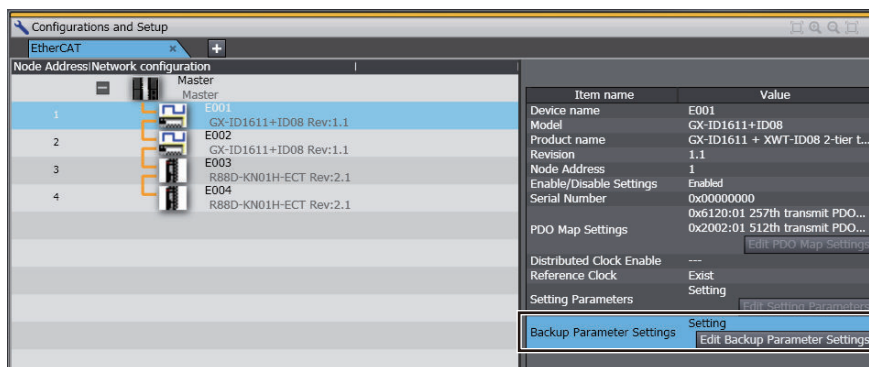 Configurations and Setup
EtherCAT × +
Node Address Network configuration
Master
Master
1 E001
GX-ID1611+ID08 Rev:1.1
2 E002
GX-ID1611+ID08 Rev:1.1
3 E003
R88D-KN01H-ECT Rev:2.1
4 E004
R88D-KN01H-ECT Rev:2.1
Item name Value
Device name E001
Model GX-ID1611+ID08
Product name GX-ID1611 + XWT-ID08 2-tier t...
Revision 1.1
Node Address 1
Enable/Disable Settings Enabled
Serial Number 0x00000000
PDO Map Settings 0x6120:01 257th transmit PDO...
0x2002:01 512th transmit PDO...
Edit PDO Map Settings
Distributed Clock Enable ---
Reference Clock Exist
Setting Parameters Setting
Edit Setting Parameters
Backup Parameter Settings Setting
Edit Backup Parameter Settings